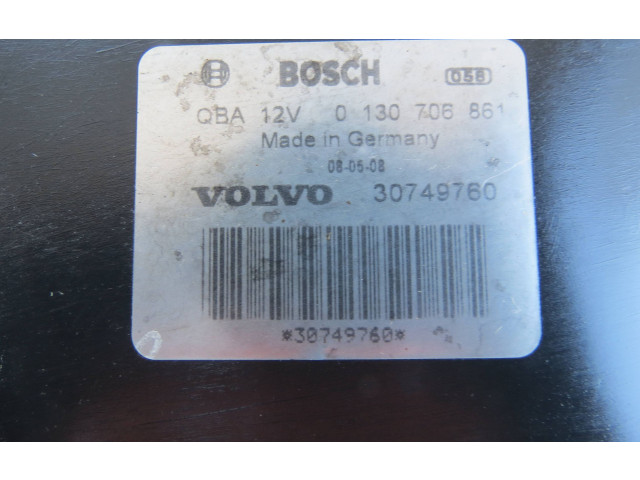 BOSCH 056
QBA 12V 0 130 706 861
Made in Germany
08-05-08
VOLVO 30749760
*30749760*